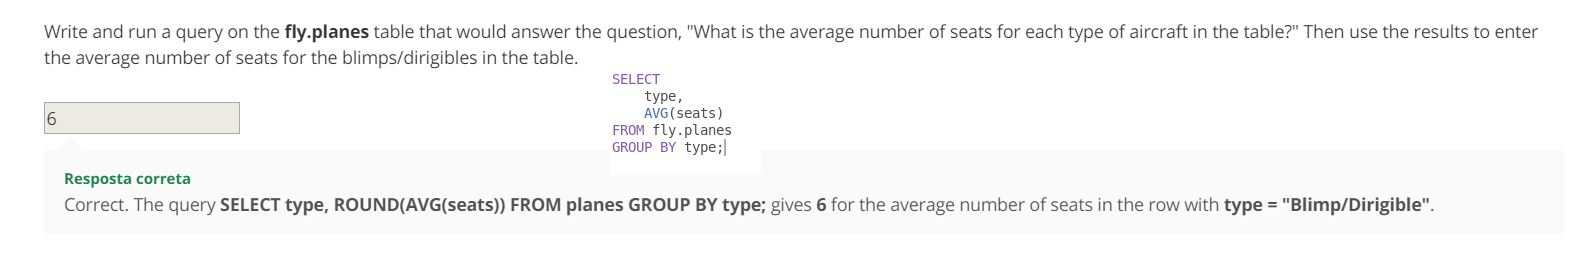 Write and run a query on the fly.planes table that would answer the question, "What is the average number of seats for each type of aircraft in the table?" Then use the results to enter
the average number of seats for the blimps/dirigibles in the table.
SELECT
type,
AVG(seats)
FROM fly.planes
GROUP BY type;
6
Resposta correta
Correct. The query SELECT type, ROUND(AVG(seats)) FROM planes GROUP BY type; gives 6 for the average number of seats in the row with type = "Blimp/Dirigible".